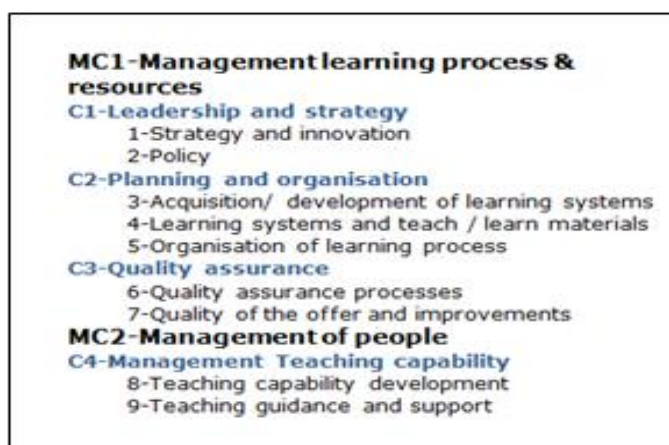 MC1-Management learning process &
resources
C1-Leadership and strategy
1-Strategy and innovation
2-Policy
C2-Planning and organisation
3-Acquisition/ development of learning systems
4-Learning systems and teach / learn materials
5-Organisation of learning process
C3-Quality assurance
6-Quality assurance processes
7-Quality of the offer and improvements
MC2-Management of people
C4-Management Teaching capability
8-Teaching capability development
9-Teaching guidance and support